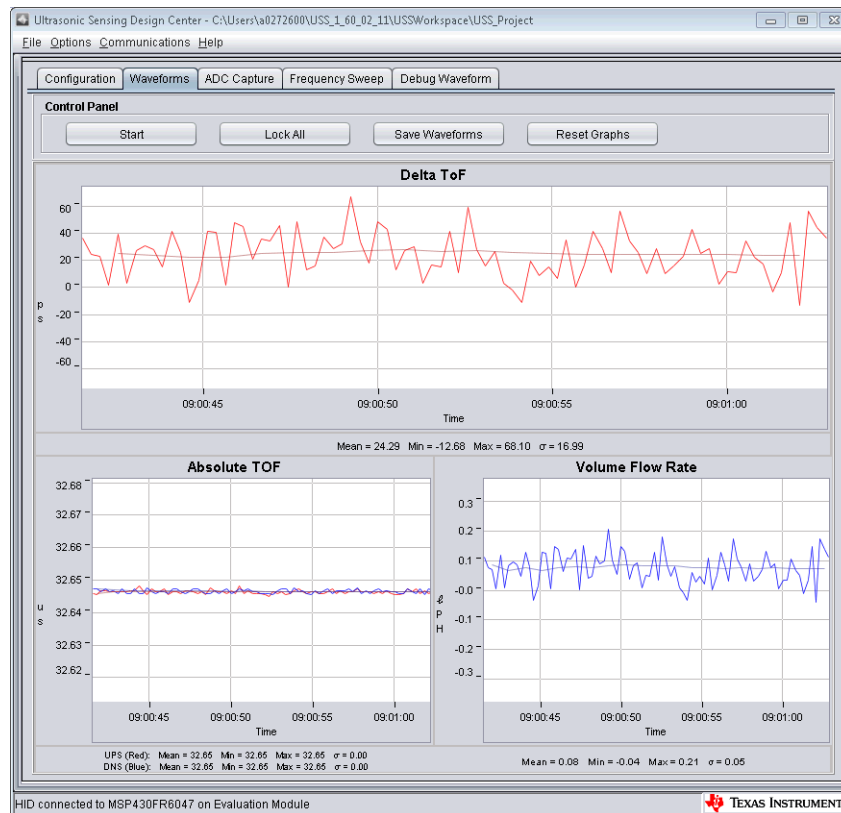 Ultrasonic Sensing Design Center - C:\Users\a0272600\USS_1_60_02_11\USSWorkspace\USS_Project
File Options Communications Help
Configuration Waveforms ADC Capture Frequency Sweep Debug Waveform
Control Panel
Start Lock All Save Waveforms Reset Graphs
Delta ToF
60
40
20
0
-20
-40
-60
ps
09:00:45 09:00:50 09:00:55 09:01:00
Time
Mean = 24.29 Min = -12.68 Max = 68.10 σ = 16.99
Absolute TOF
32.68
32.67
32.66
32.65
32.64
32.63
32.62
us
09:00:45 09:00:50 09:00:55 09:01:00
Time
UPS (Red): Mean = 32.65 Min = 32.65 Max = 32.65 σ = 0.00
DNS (Blue): Mean = 32.65 Min = 32.65 Max = 32.65 σ = 0.00
Volume Flow Rate
0.3
0.2
0.1
-0.0
-0.1
-0.2
-0.3
ℓPH
09:00:45 09:00:50 09:00:55 09:01:00
Time
Mean = 0.08 Min = -0.04 Max = 0.21 σ = 0.05
HID connected to MSP430FR6047 on Evaluation Module
TEXAS INSTRUMENT